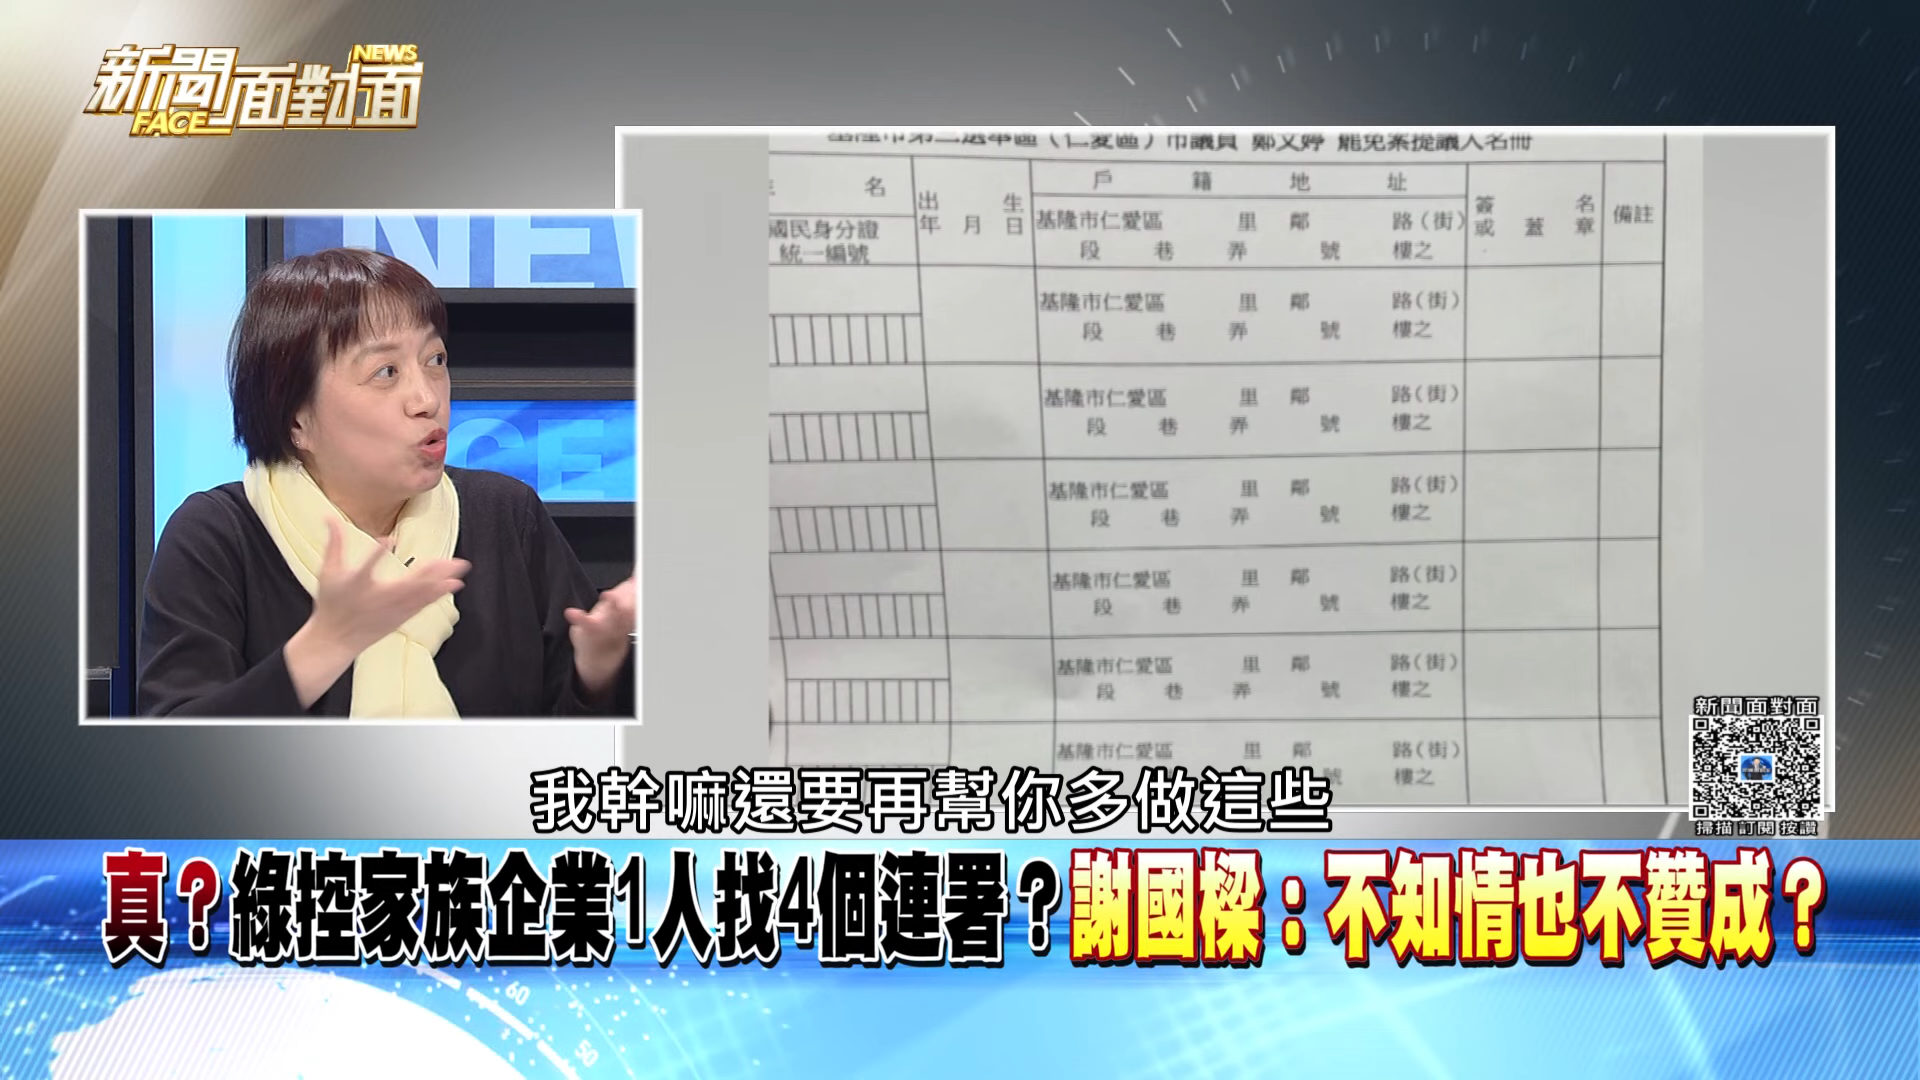 新聞面對面
NEWS
FACE
NEW
CE
基隆市第二選舉區（仁愛區）市議員 鄭文婷 罷免案提議人名冊
名
國民身分證
統一編號
出生
年月日
戶籍地址
基隆市仁愛區 里 鄰 路（街）
段 巷 弄 號 樓之
簽名
或蓋章
備註
基隆市仁愛區 里 鄰 路（街）
段 巷 弄 號 樓之
基隆市仁愛區 里 鄰 路（街）
段 巷 弄 號 樓之
基隆市仁愛區 里 鄰 路（街）
段 巷 弄 號 樓之
基隆市仁愛區 里 鄰 路（街）
段 巷 弄 號 樓之
基隆市仁愛區 里 鄰 路（街）
段 巷 弄 號 樓之
基隆市仁愛區 里 鄰 路（街）
號 樓之
新聞面對面
掃描 訂閱 按讚
我幹嘛還要再幫你多做這些
真？綠控家族企業1人找4個連署？謝國樑：不知情也不贊成？
60
50